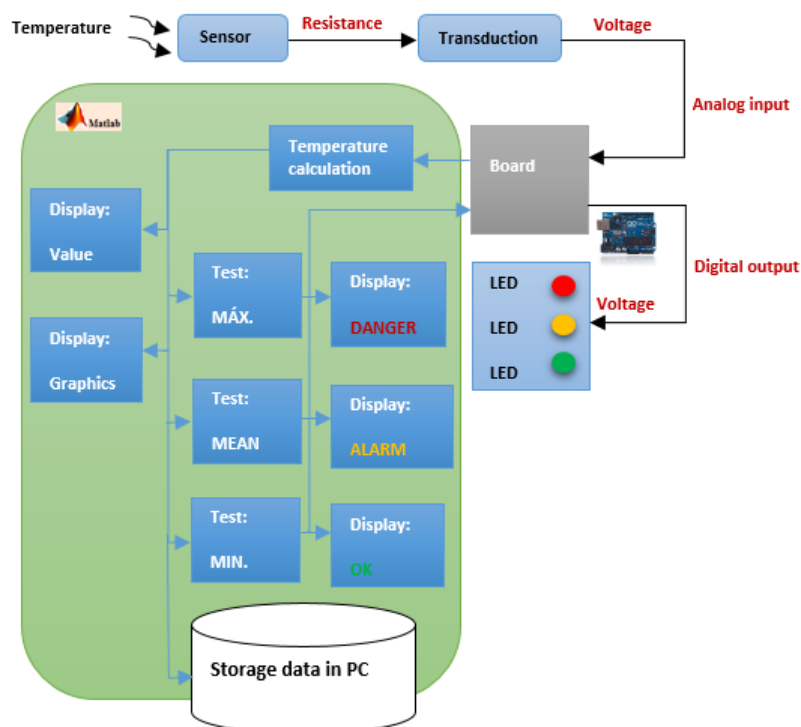 Temperature
Sensor
Resistance
Transduction
Voltage
Analog input
Matlab
Temperature
calculation
Board
Display:
Value
Digital output
Test:
MÁX.
Display:
DANGER
LED
LED
LED
Voltage
Display:
Graphics
Test:
MEAN
Display:
ALARM
Test:
MIN.
Display:
OK
Storage data in PC